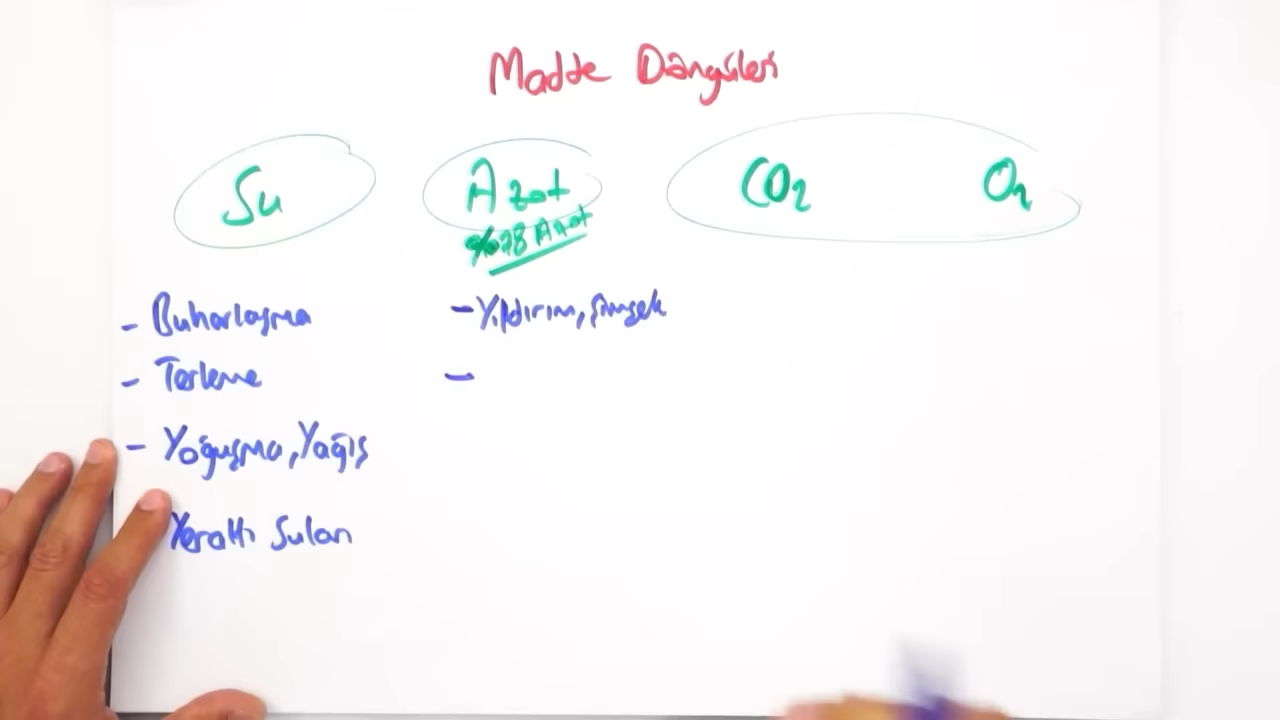 Madde Döngüleri
Su
Azot
%78 Azot
CO2
O2
- Buharlaşma
- Terleme
- Yoğuşma, Yağış
Yeraltı Suları
- Yıldırım, Şimşek
-